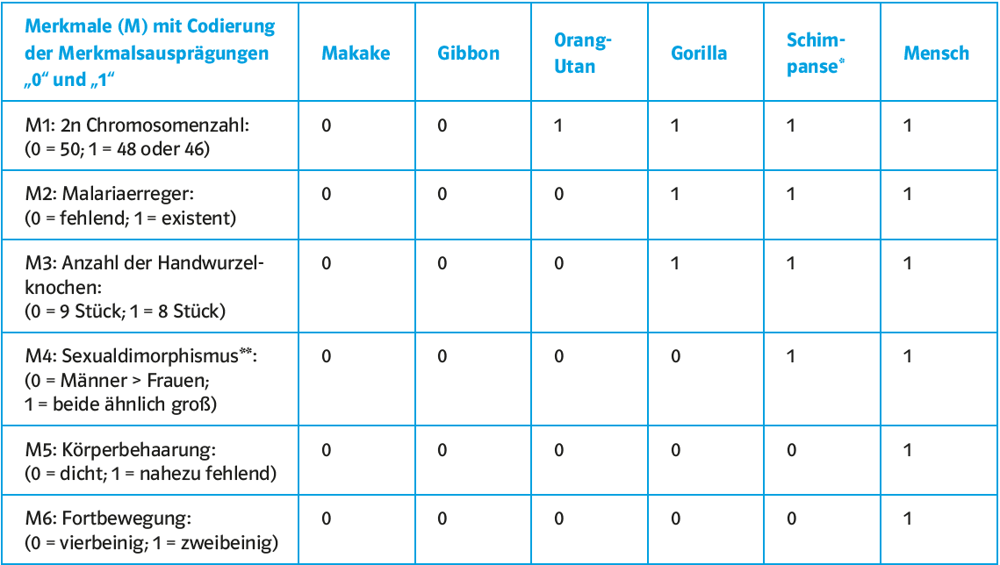 Merkmale (M) mit Codierung
der Merkmalsausprägungen
„0“ und „1“
Makake
Gibbon
Orang-
Utan
Gorilla
Schim-
panse*
Mensch
M1: 2n Chromosomenzahl:
(0 = 50; 1 = 48 oder 46)
0 0 1 1 1 1
M2: Malariaerreger:
(0 = fehlend; 1 = existent)
0 0 0 1 1 1
M3: Anzahl der Handwurzel-
knochen:
(0 = 9 Stück; 1 = 8 Stück)
0 0 0 1 1 1
M4: Sexualdimorphismus**:
(0 = Männer > Frauen;
1 = beide ähnlich groß)
0 0 0 0 1 1
M5: Körperbehaarung:
(0 = dicht; 1 = nahezu fehlend)
0 0 0 0 0 1
M6: Fortbewegung:
(0 = vierbeinig; 1 = zweibeinig)
0 0 0 0 0 1